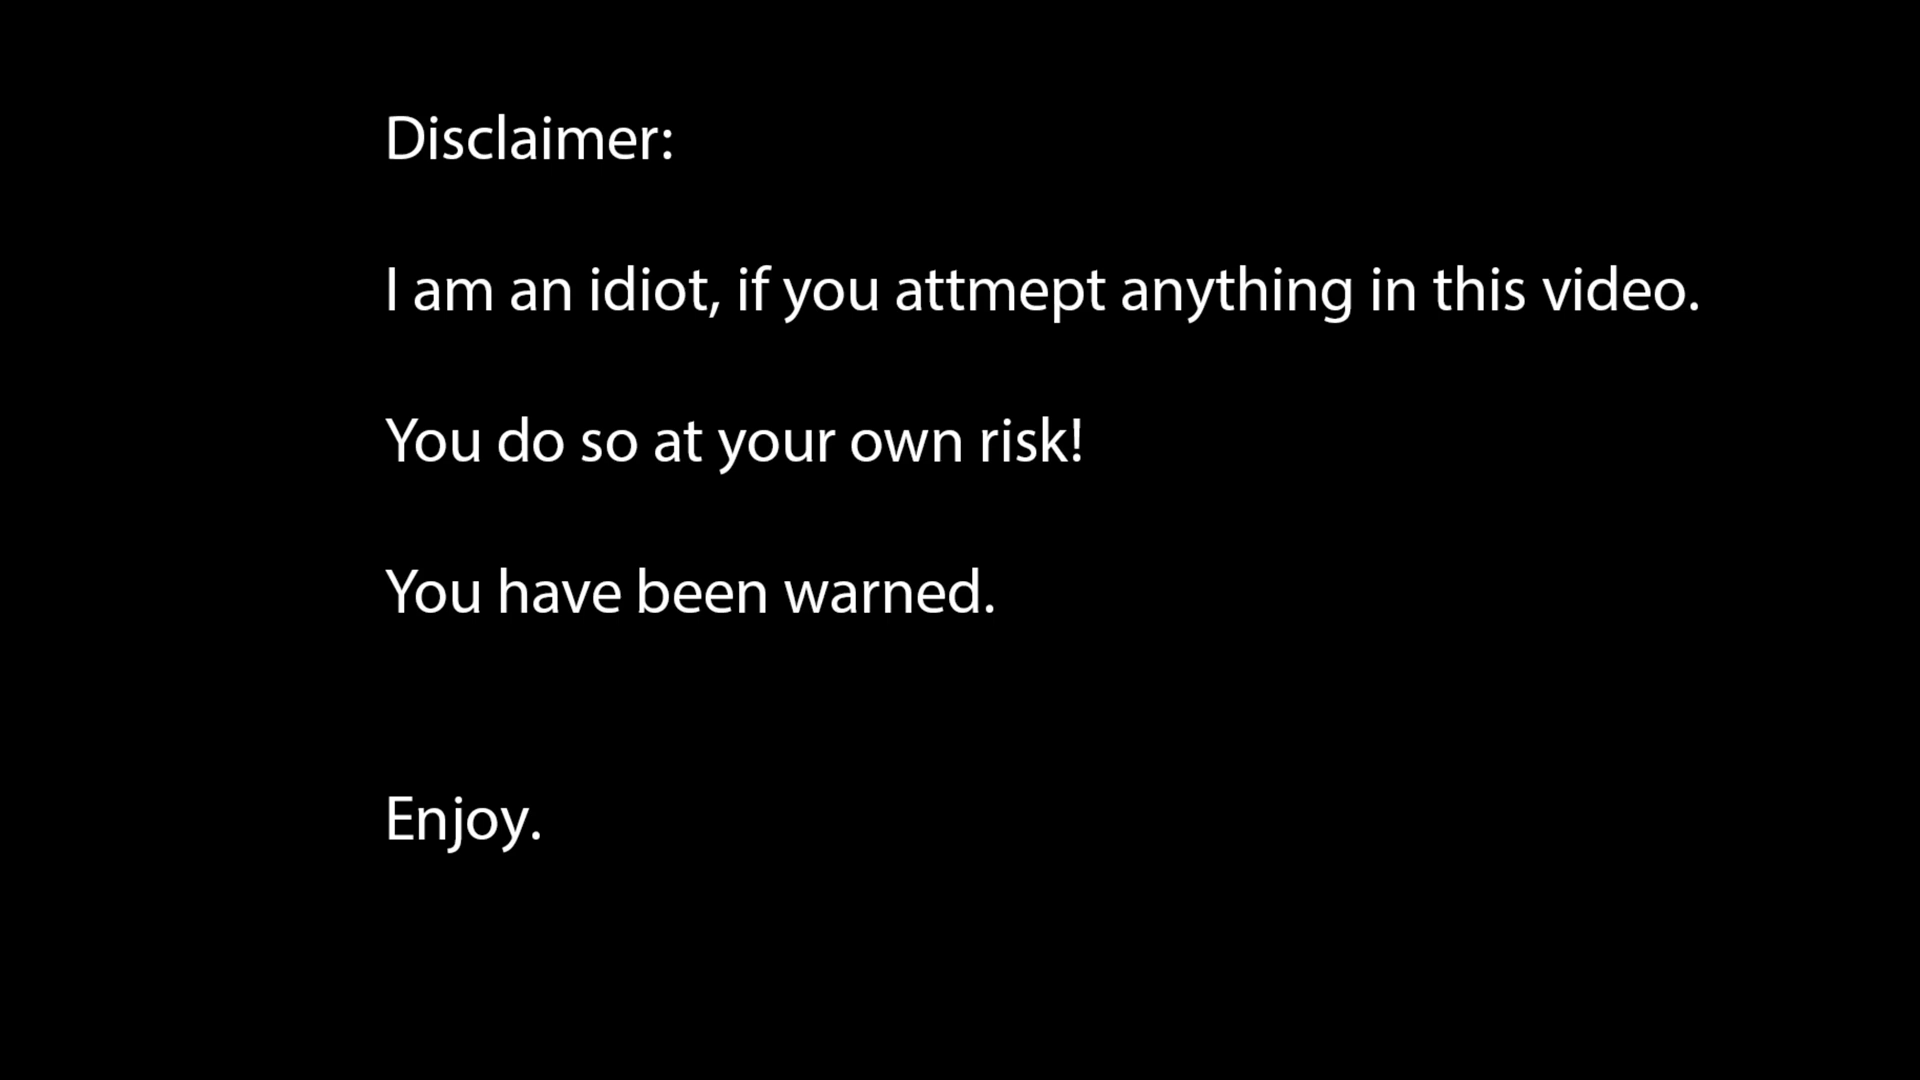 Disclaimer:
I am an idiot, if you attmept anything in this video.
You do so at your own risk!
You have been warned.
Enjoy.